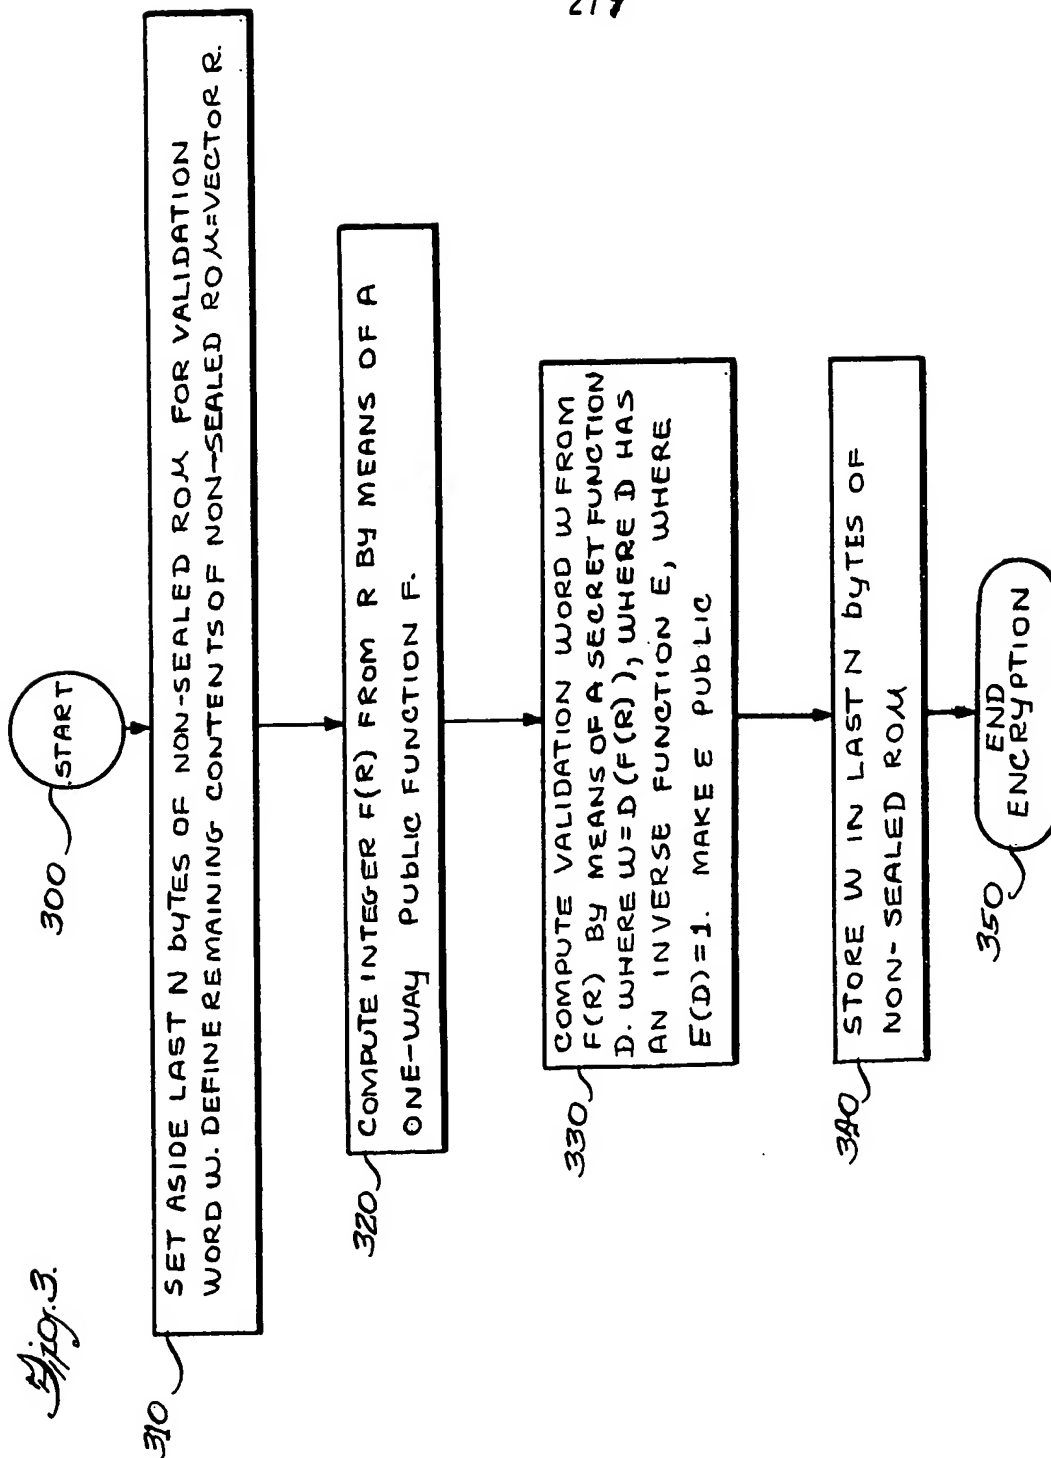 Fig. 3.
300
START
310
SET ASIDE LAST N bYTES OF NON-SEALED ROM FOR VALIDATION
WORD W. DEFINE REMAINING CONTENTS OF NON-SEALED ROM=VECTOR R.
320
COMPUTE INTEGER F(R) FROM R BY MEANS OF A
ONE-WAY PUBLIC FUNCTION F.
330
COMPUTE VALIDATION WORD W FROM
F(R) BY MEANS OF A SECRET FUNCTION
D. WHERE W=D(F(R)), WHERE D HAS
AN INVERSE FUNCTION E, WHERE
E(D)=1. MAKE E PUBLIC
340
STORE W IN LAST N bYTES OF
NON-SEALED ROM
350
END
ENCRYPTION